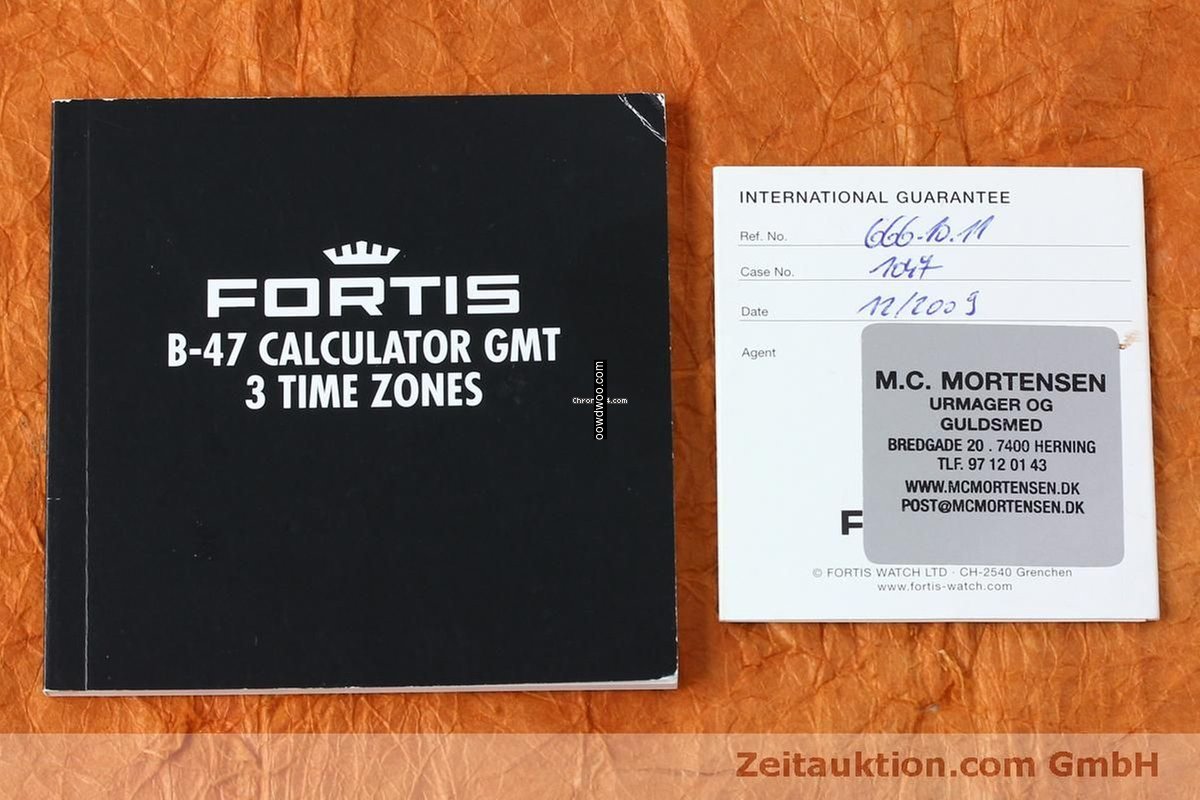 FORTIS
B-47 CALCULATOR GMT
3 TIME ZONES
oowdwoo.com
INTERNATIONAL GUARANTEE
Ref. No. 666.10.11
Case No. 1047
Date 12/2009
Agent
M.C. MORTENSEN
URMAGER OG
GULDSMED
BREDGADE 20 . 7400 HERNING
TLF. 97 12 01 43
WWW.MCMORTENSEN.DK
POST@MCMORTENSEN.DK
F
© FORTIS WATCH LTD · CH-2540 Grenchen
www.fortis-watch.com
Zeitauktion.com GmbH